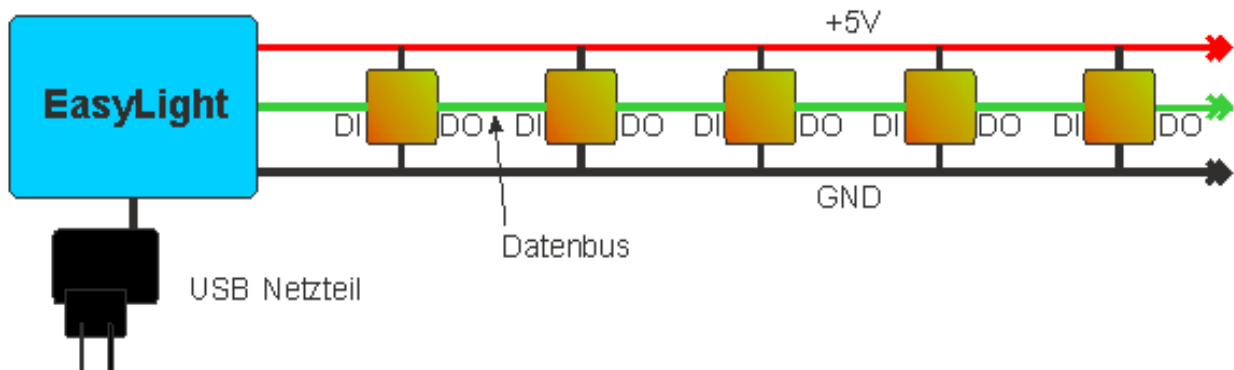 +5V
EasyLight
DI DO DI DO DI DO DI DO DI DO
GND
Datenbus
USB Netzteil